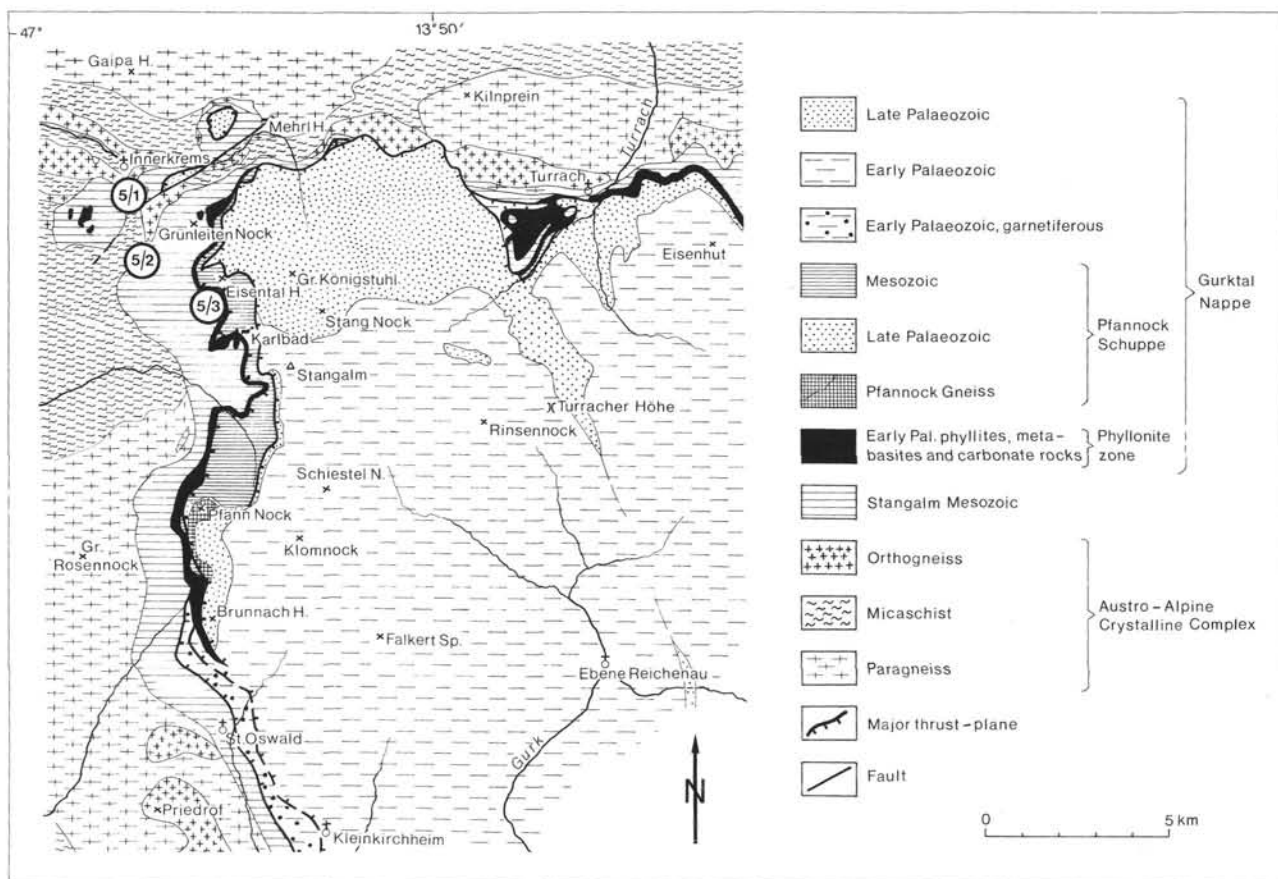 47°
13°50'
Gaipa H.
Kilnprein
Mehrl H.
Turrach
Innerkrems
Turrach
5/1
Grünleiten Nock
Eisenhut
5/2
Gr. Königstuhl
Eisental H.
5/3
Stang Nock
Karlbad
Stangalm
Turracher Höhe
Rinsennock
Schiestel N.
Pfann Nock
Gr.
Rosennock
Klomnock
Brunnach H.
Falkert Sp.
Ebene Reichenau
St. Oswald
Gurk
N
Priedrof
Kleinkirchheim
Late Palaeozoic
Early Palaeozoic
Early Palaeozoic, garnetiferous
Mesozoic
Late Palaeozoic
Pfannock Gneiss
Pfannock
Schuppe
Early Pal. phyllites, meta-
basites and carbonate rocks
Phyllonite
zone
Gurktal
Nappe
Stangalm Mesozoic
Orthogneiss
Micaschist
Paragneiss
Austro-Alpine
Crystalline Complex
Major thrust-plane
Fault
0 5 km